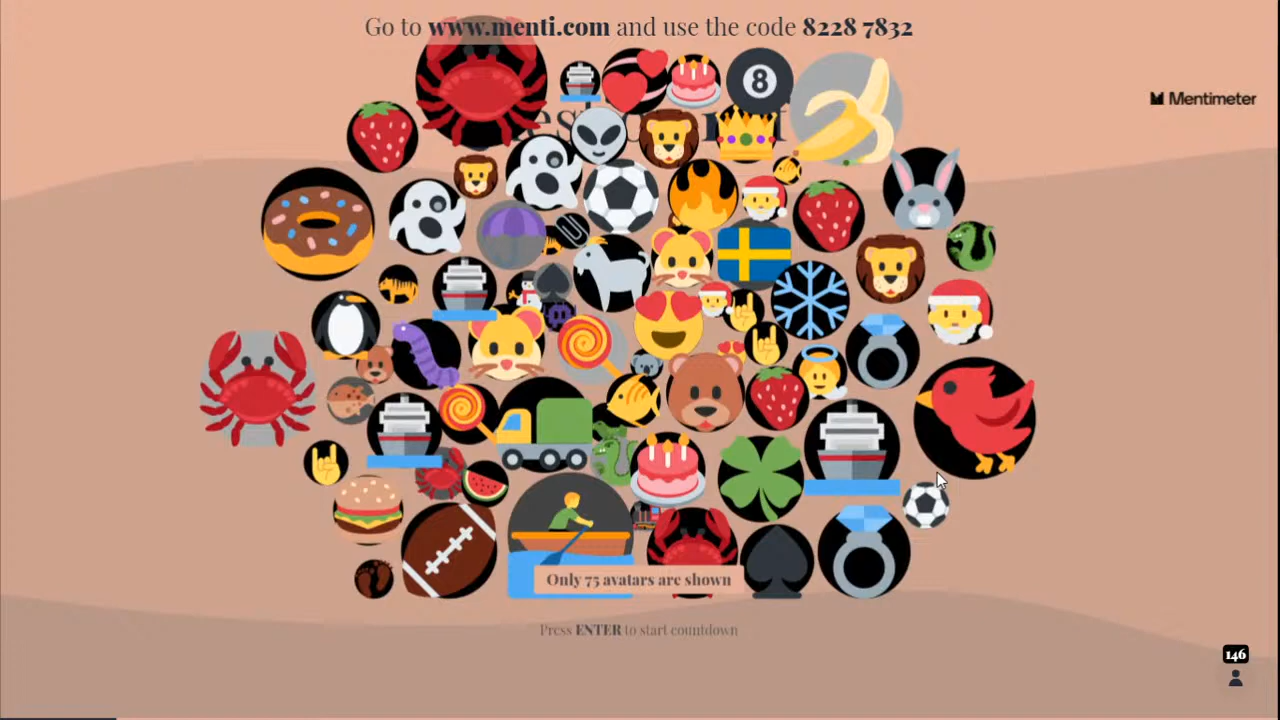 Go to www.menti.com and use the code 8228 7832
8
Mentimeter
Only 75 avatars are shown
Press ENTER to start countdown
146